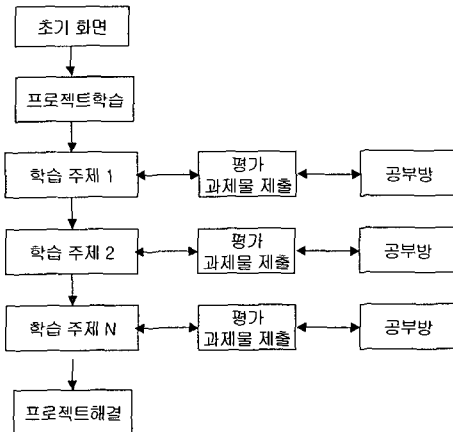 초기 화면
프로젝트학습
학습 주제 1
평가
과제물 제출
공부방
학습 주제 2
평가
과제물 제출
공부방
학습 주제 N
평가
과제물 제출
공부방
프로젝트해결